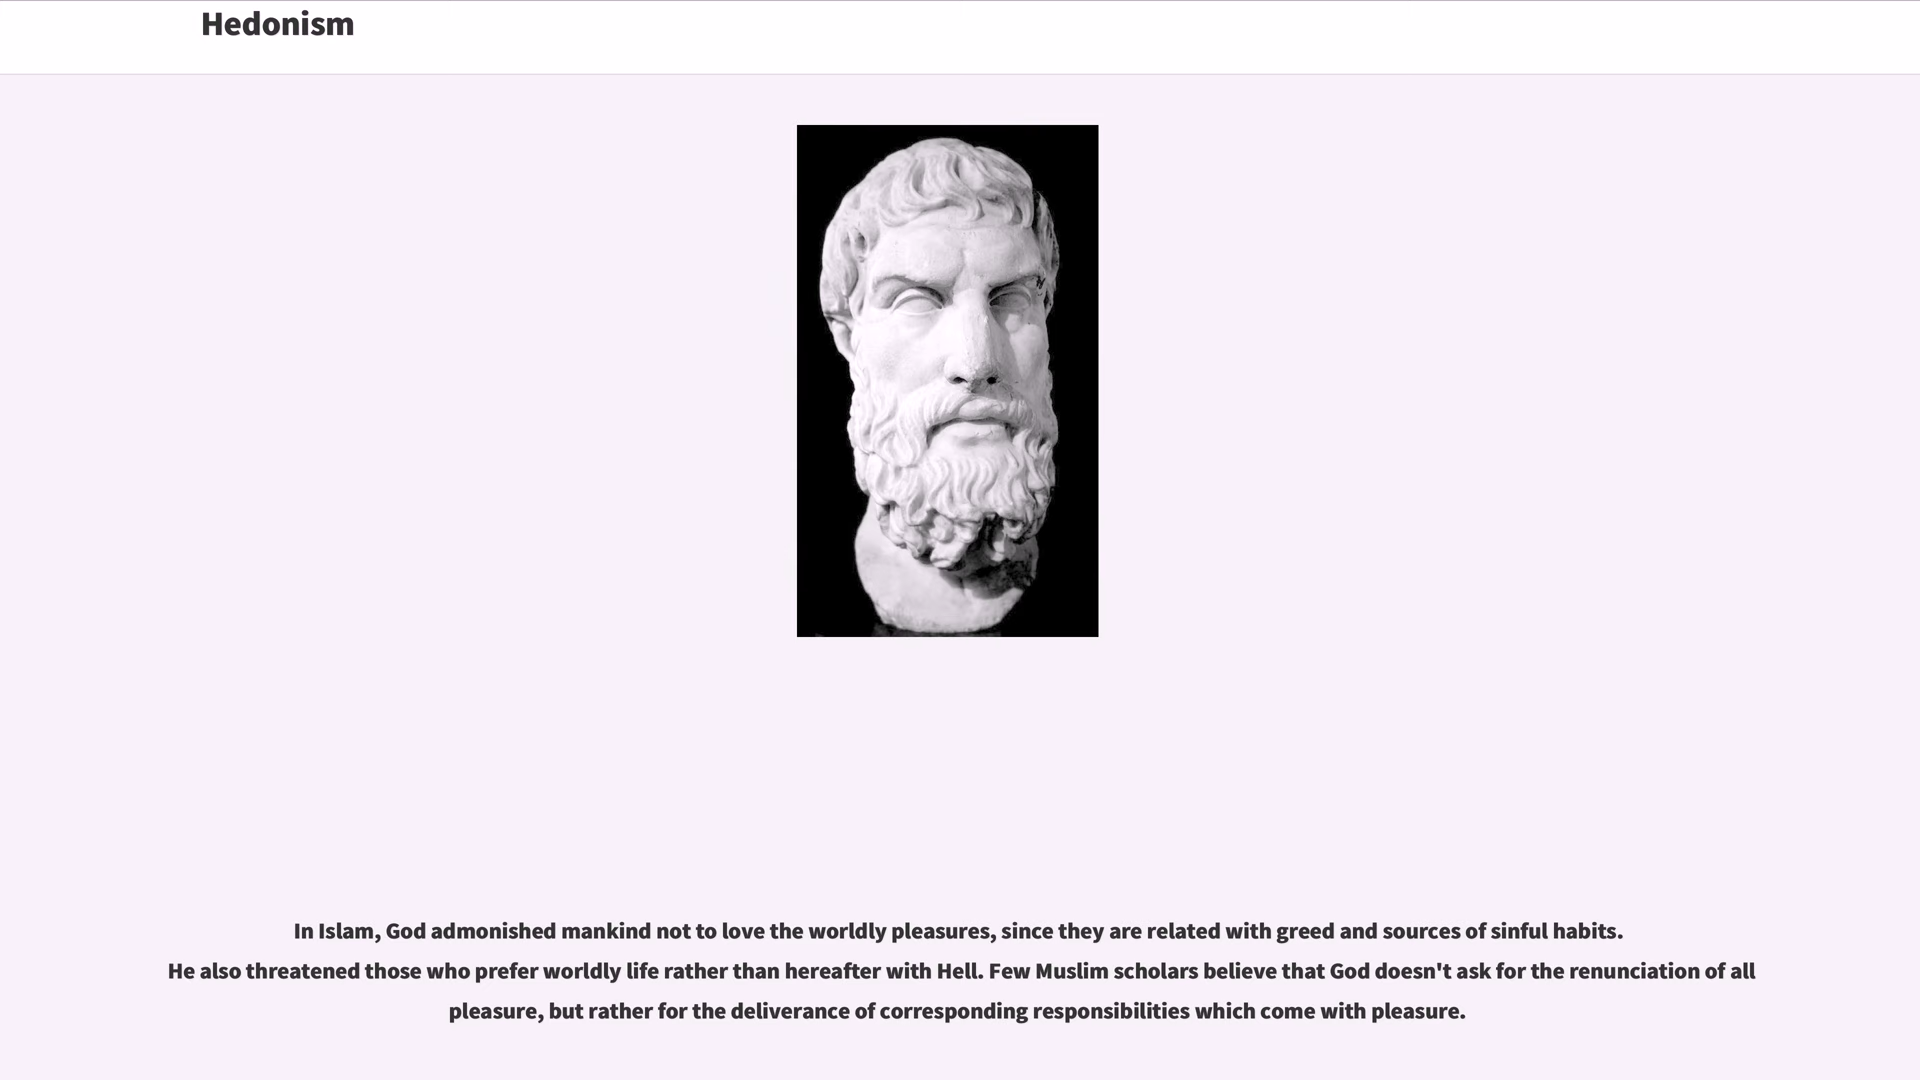 Hedonism
In Islam, God admonished mankind not to love the worldly pleasures, since they are related with greed and sources of sinful habits.
He also threatened those who prefer worldly life rather than hereafter with Hell. Few Muslim scholars believe that God doesn't ask for the renunciation of all
pleasure, but rather for the deliverance of corresponding responsibilities which come with pleasure.